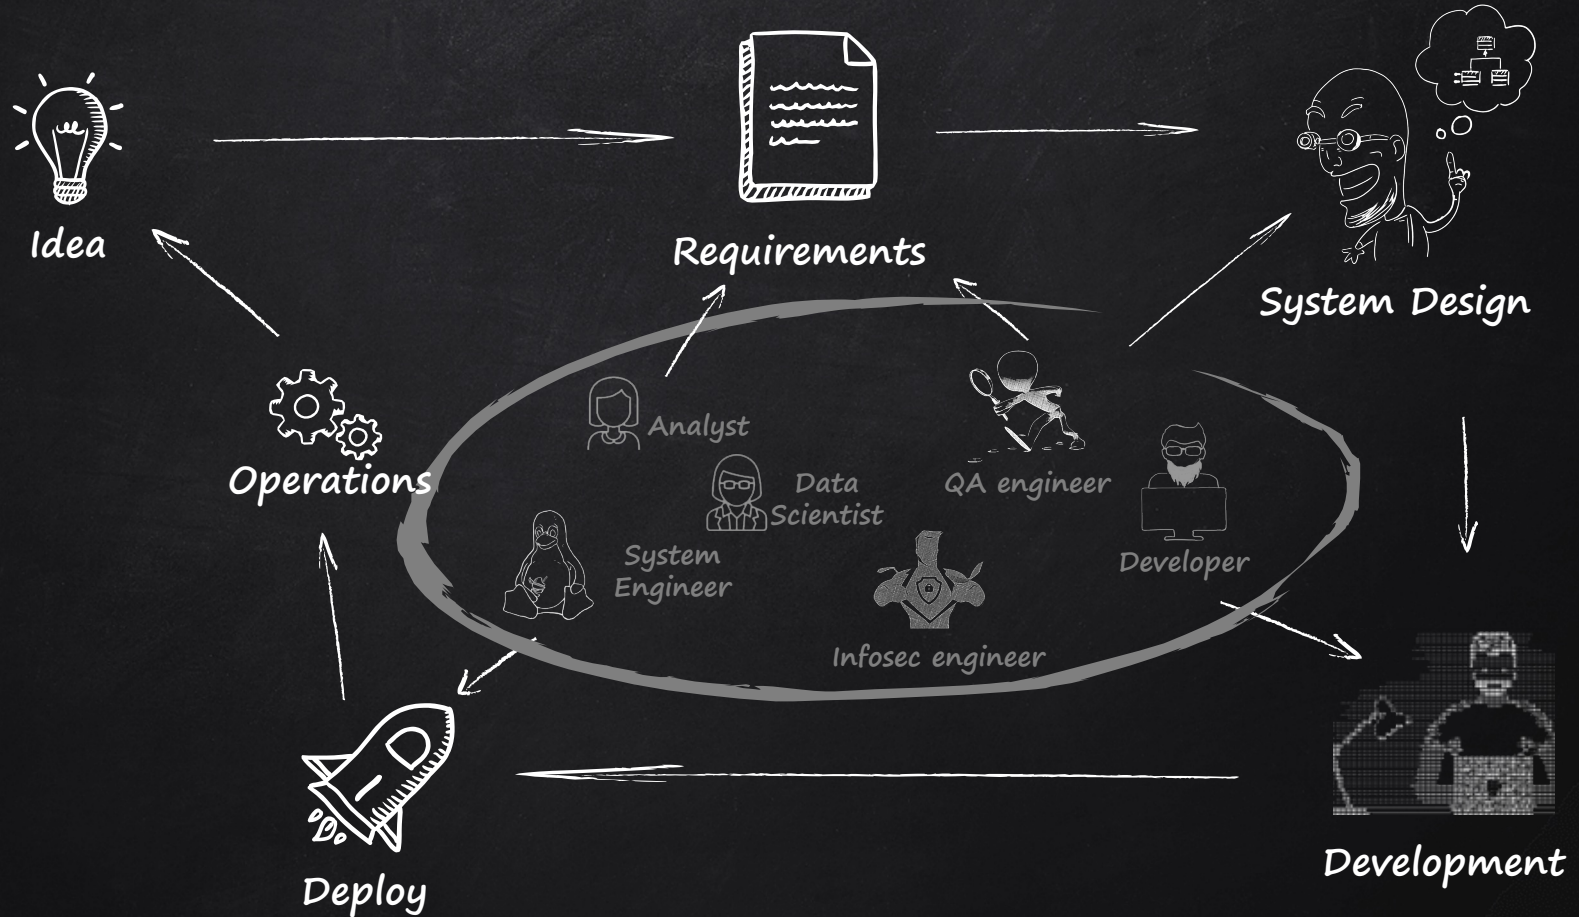 Idea
Requirements
System Design
Operations
Analyst
Data
Scientist
QA engineer
System
Engineer
Developer
Infosec engineer
Deploy
Development